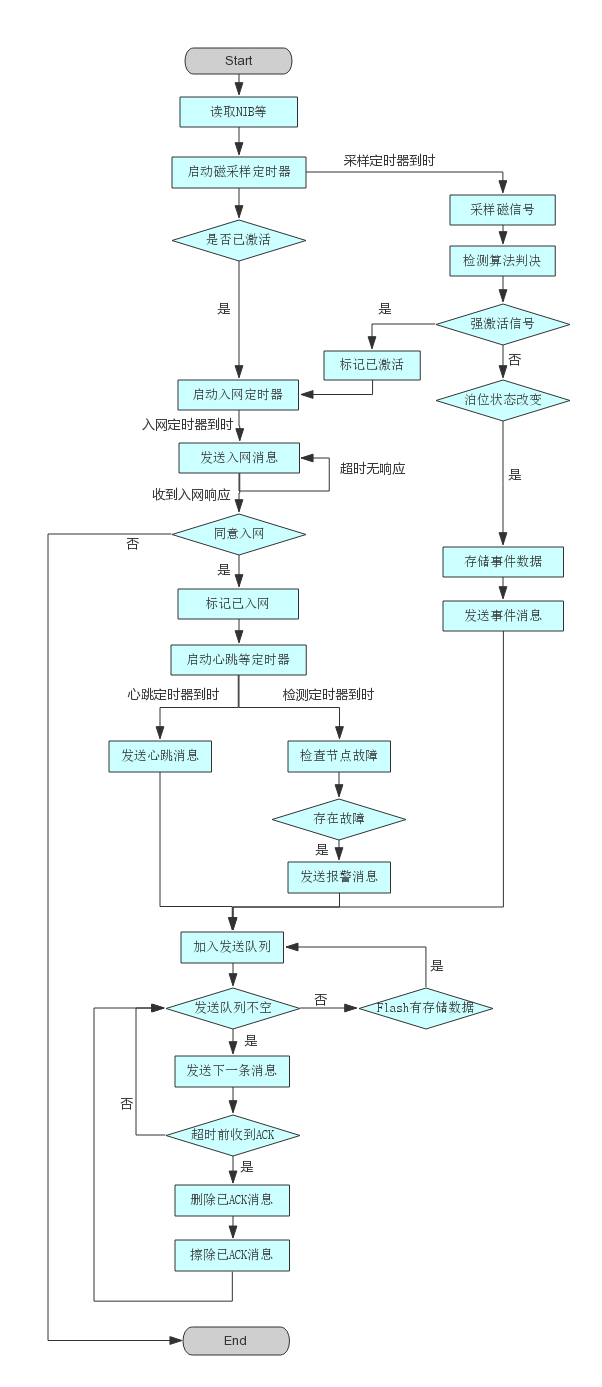 Start
读取NIB等
启动磁采样定时器
采样定时器到时
采样磁信号
是否已激活
检测算法判决
是
是
强激活信号
否
标记已激活
启动入网定时器
泊位状态改变
入网定时器到时
发送入网消息
超时无响应
是
收到入网响应
同意入网
否
存储事件数据
是
标记已入网
发送事件消息
启动心跳等定时器
心跳定时器到时
检测定时器到时
发送心跳消息
检查节点故障
存在故障
是
发送报警消息
加入发送队列
是
发送队列不空
否
Flash有存储数据
是
发送下一条消息
否
超时前收到ACK
是
删除已ACK消息
擦除已ACK消息
End